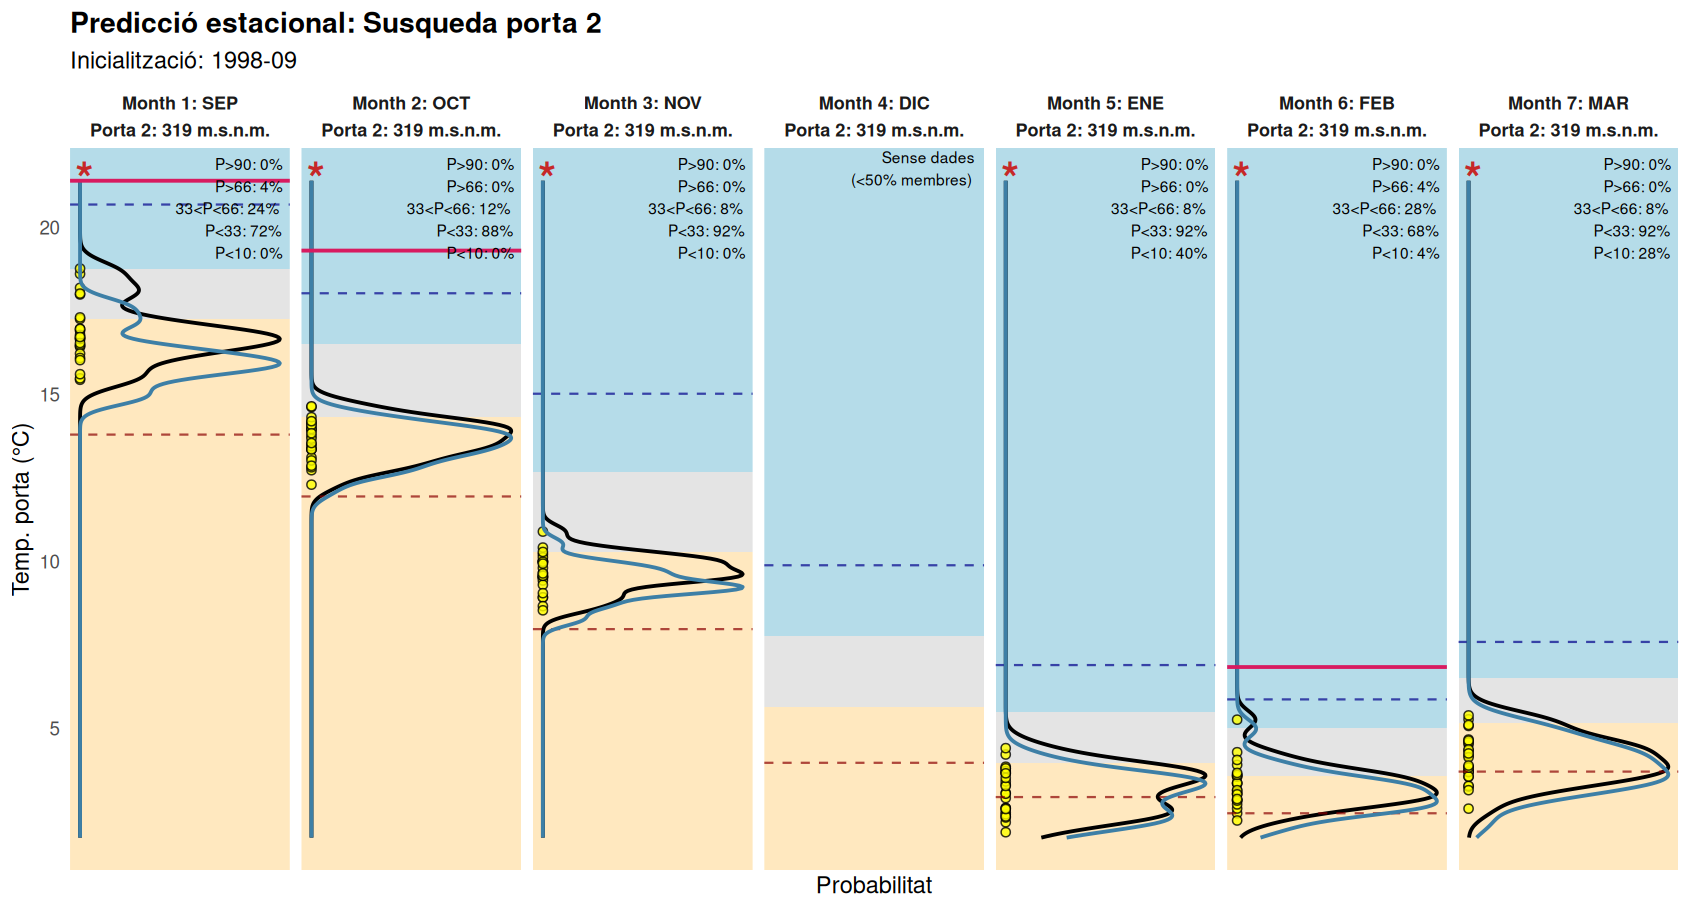 Predicció estacional: Susqueda porta 2
Inicialització: 1998-09
Month 1: SEP
Porta 2: 319 m.s.n.m.
Month 2: OCT
Porta 2: 319 m.s.n.m.
Month 3: NOV
Porta 2: 319 m.s.n.m.
Month 4: DIC
Porta 2: 319 m.s.n.m.
Month 5: ENE
Porta 2: 319 m.s.n.m.
Month 6: FEB
Porta 2: 319 m.s.n.m.
Month 7: MAR
Porta 2: 319 m.s.n.m.
*
P>90: 0%
P>66: 4%
33<P<66: 24%
P<33: 72%
P<10: 0%
*
P>90: 0%
P>66: 0%
33<P<66: 12%
P<33: 88%
P<10: 0%
*
P>90: 0%
P>66: 0%
33<P<66: 8%
P<33: 92%
P<10: 0%
Sense dades
(<50% membres)
*
P>90: 0%
P>66: 0%
33<P<66: 8%
P<33: 92%
P<10: 40%
*
P>90: 0%
P>66: 4%
33<P<66: 28%
P<33: 68%
P<10: 4%
*
P>90: 0%
P>66: 0%
33<P<66: 8%
P<33: 92%
P<10: 28%
20
15
10
5
Temp. porta (°C)
Probabilitat